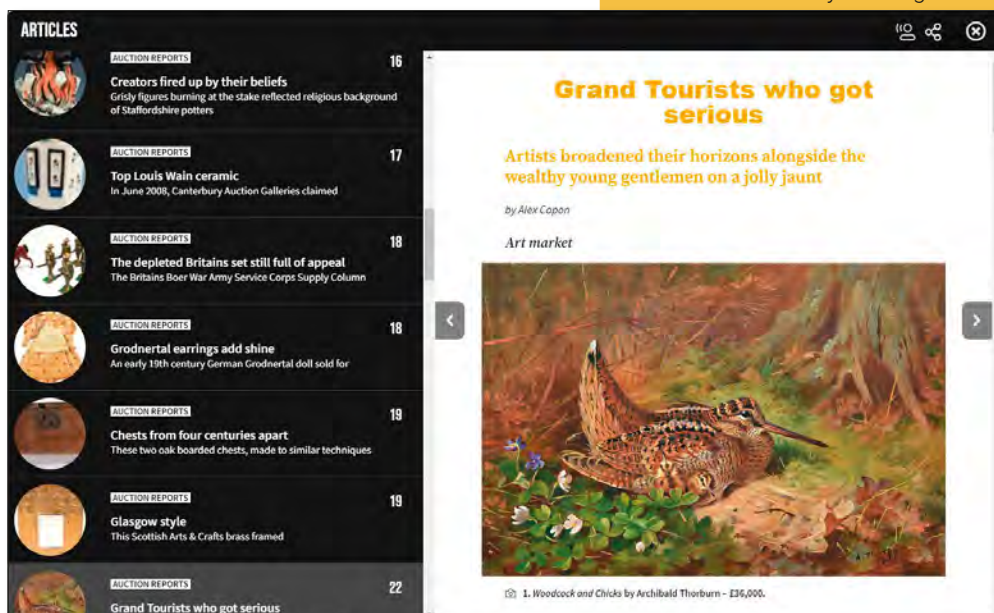 ARTICLES
AUCTION REPORTS
16
Creators fired up by their beliefs
Grisly figures burning at the stake reflected religious background
of Staffordshire potters
AUCTION REPORTS
17
Top Louis Wain ceramic
In June 2008, Canterbury Auction Galleries claimed
AUCTION REPORTS
18
The depleted Britains set still full of appeal
The Britains Boer War Army Service Corps Supply Column
AUCTION REPORTS
18
Grodnertal earrings add shine
An early 19th century German Grodnertal doll sold for
AUCTION REPORTS
19
Chests from four centuries apart
These two oak boarded chests, made to similar techniques
AUCTION REPORTS
19
Glasgow style
This Scottish Arts & Crafts brass framed
AUCTION REPORTS
22
Grand Tourists who got serious
Grand Tourists who got
serious
Artists broadened their horizons alongside the
wealthy young gentlemen on a jolly jaunt
by Alex Capon
Art market
1. Woodcock and Chicks by Archibald Thorburn – £36,000.